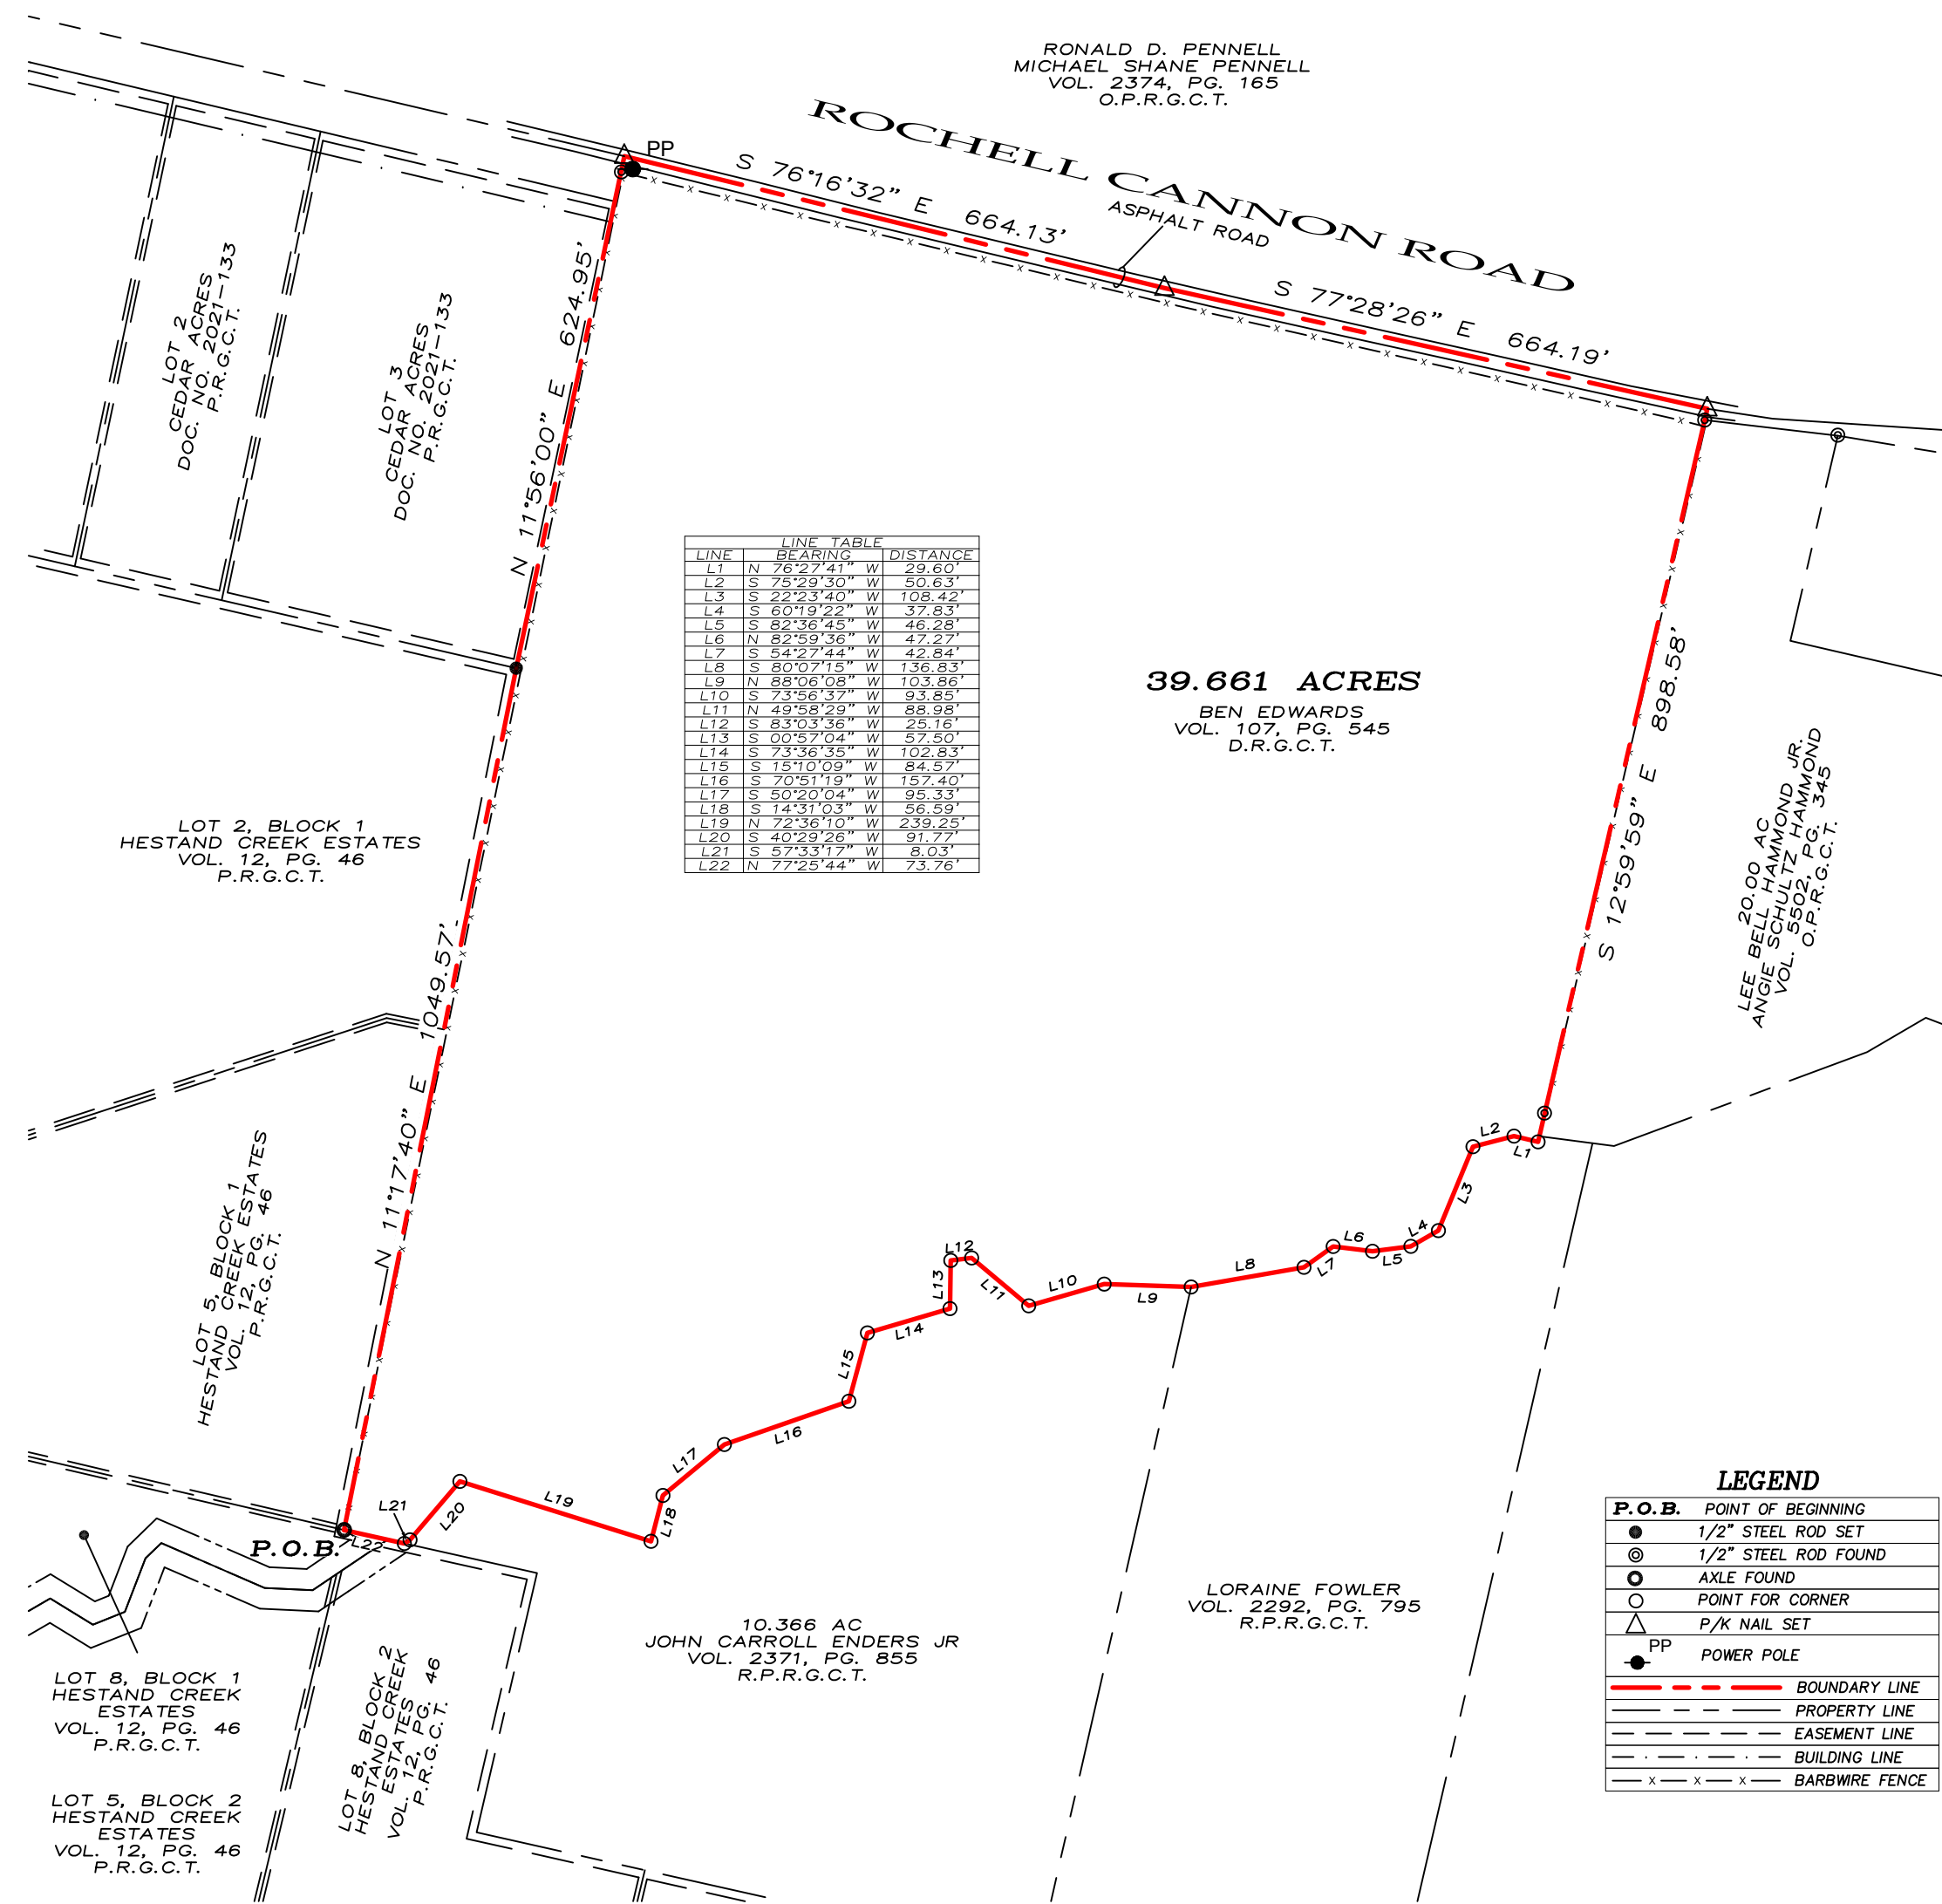 RONALD D. PENNELL
MICHAEL SHANE PENNELL
VOL. 2374, PG. 165
O.P.R.G.C.T.
ROCHELL CANNON ROAD
PP
S 76°16'32" E 664.13'
ASPHALT ROAD
S 77°28'26" E 664.19'
LOT 2
CEDAR ACRES
DOC. NO. 2021-133
P.R.G.C.T.
LOT 3
CEDAR ACRES
DOC. NO. 2021-133
P.R.G.C.T.
N 11°56'00" E 624.95'
LINE TABLE
LINE BEARING DISTANCE
L1 N 76°27'41" W 29.60'
L2 S 75°29'30" W 50.63'
L3 S 22°23'40" W 108.42'
L4 S 60°19'22" W 37.83'
L5 S 82°36'45" W 46.28'
L6 N 82°59'36" W 47.27'
L7 S 54°27'44" W 42.84'
L8 S 80°07'15" W 136.83'
L9 N 88°06'08" W 103.86'
L10 S 73°56'37" W 93.85'
L11 N 49°58'29" W 88.98'
L12 S 83°03'36" W 25.16'
L13 S 00°57'04" W 57.50'
L14 S 73°36'35" W 102.83'
L15 S 15°10'09" W 84.57'
L16 S 70°51'19" W 157.40'
L17 S 50°20'04" W 95.33'
L18 S 14°31'03" W 56.59'
L19 N 72°36'10" W 239.25'
L20 S 40°29'26" W 91.77'
L21 S 57°33'17" W 8.03'
L22 N 77°25'44" W 73.76'
39.661 ACRES
BEN EDWARDS
VOL. 107, PG. 545
D.R.G.C.T.
S 12°59'59" E 898.58'
20.00 AC
LEE BELL HAMMOND JR.
ANGIE SCHULTZ HAMMOND
VOL. 5502, PG. 345
O.P.R.G.C.T.
LOT 2, BLOCK 1
HESTAND CREEK ESTATES
VOL. 12, PG. 46
P.R.G.C.T.
N 11°17'40" E 1049.57'
LOT 5, BLOCK 1
HESTAND CREEK ESTATES
VOL. 12, PG. 46
P.R.G.C.T.
L1
L2
L3
L4
L5
L6
L7
L8
L9
L10
L11
L12
L13
L14
L15
L16
L17
L18
L19
L20
L21
L22
P.O.B.
LOT 8, BLOCK 1
HESTAND CREEK
ESTATES
VOL. 12, PG. 46
P.R.G.C.T.
LOT 5, BLOCK 2
HESTAND CREEK
ESTATES
VOL. 12, PG. 46
P.R.G.C.T.
LOT 8, BLOCK 2
HESTAND CREEK
ESTATES
VOL. 12, PG. 46
P.R.G.C.T.
10.366 AC
JOHN CARROLL ENDERS JR
VOL. 2371, PG. 855
R.P.R.G.C.T.
LORAINE FOWLER
VOL. 2292, PG. 795
R.P.R.G.C.T.
LEGEND
P.O.B. POINT OF BEGINNING
1/2" STEEL ROD SET
1/2" STEEL ROD FOUND
AXLE FOUND
POINT FOR CORNER
P/K NAIL SET
PP POWER POLE
BOUNDARY LINE
PROPERTY LINE
EASEMENT LINE
BUILDING LINE
BARBWIRE FENCE